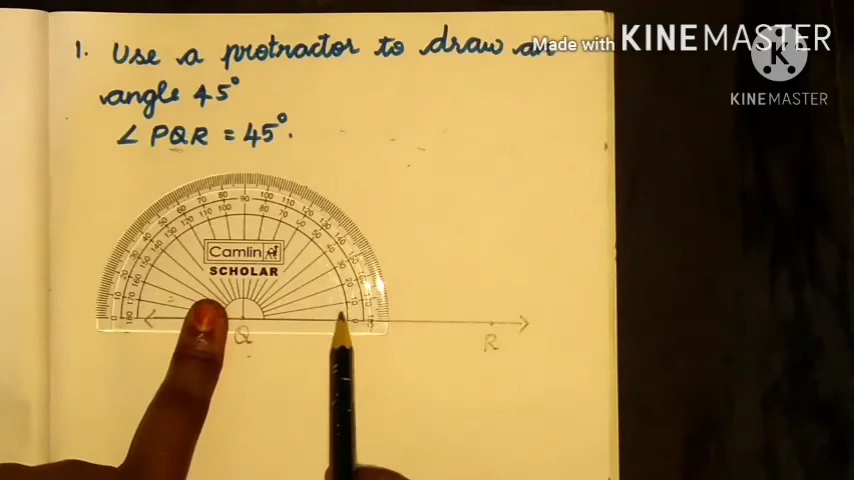 1. Use a protractor to draw an
angle 45°
∠ PQR = 45°.
Made with KINEMASTER
K
KINEMASTER
Camlin
SCHOLAR
Q
R